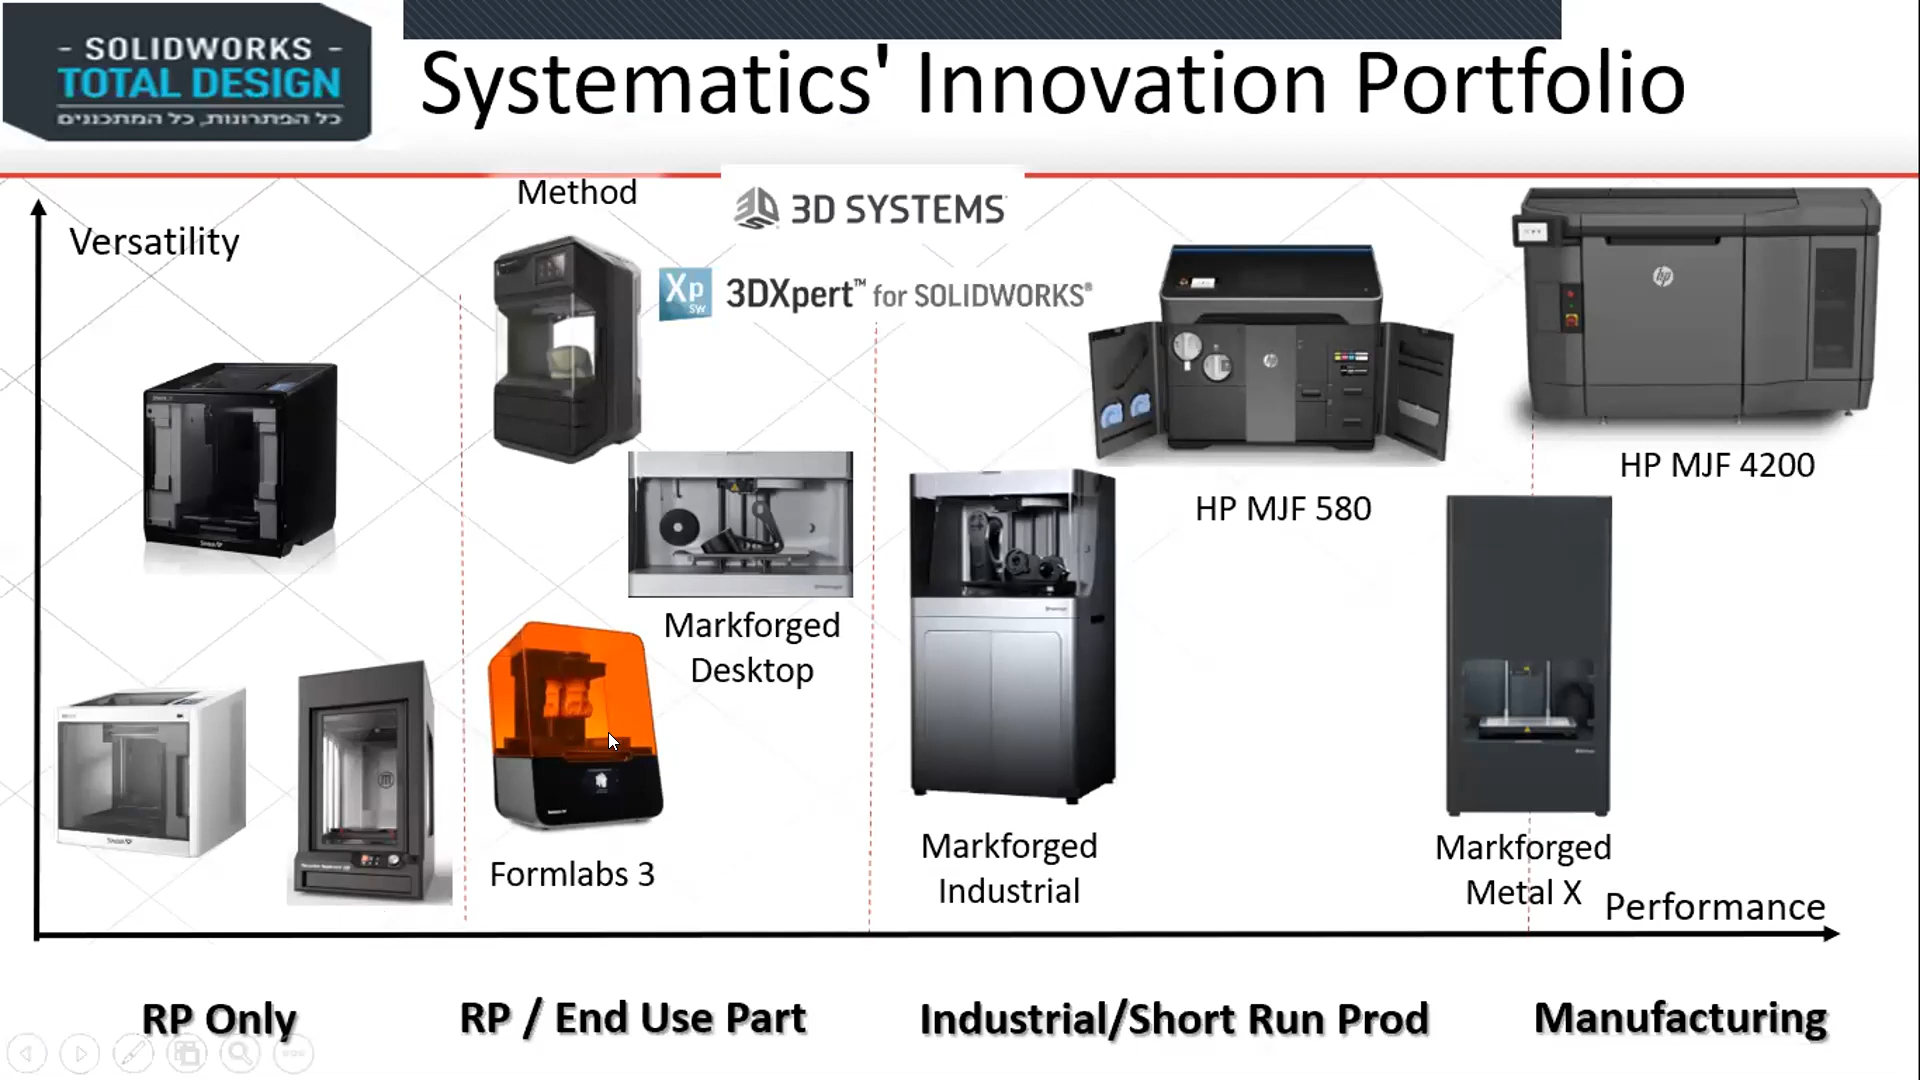 - SOLIDWORKS -
TOTAL DESIGN
כל הפתרונות, כל המתכננים
Systematics' Innovation Portfolio
Versatility
Method
3D SYSTEMS
Xp
SW
3DXpert™ for SOLIDWORKS®
hp
hp
HP MJF 4200
HP MJF 580
Markforged
Desktop
Formlabs 3
Markforged
Industrial
Markforged
Metal X
Performance
RP Only
RP / End Use Part
Industrial/Short Run Prod
Manufacturing